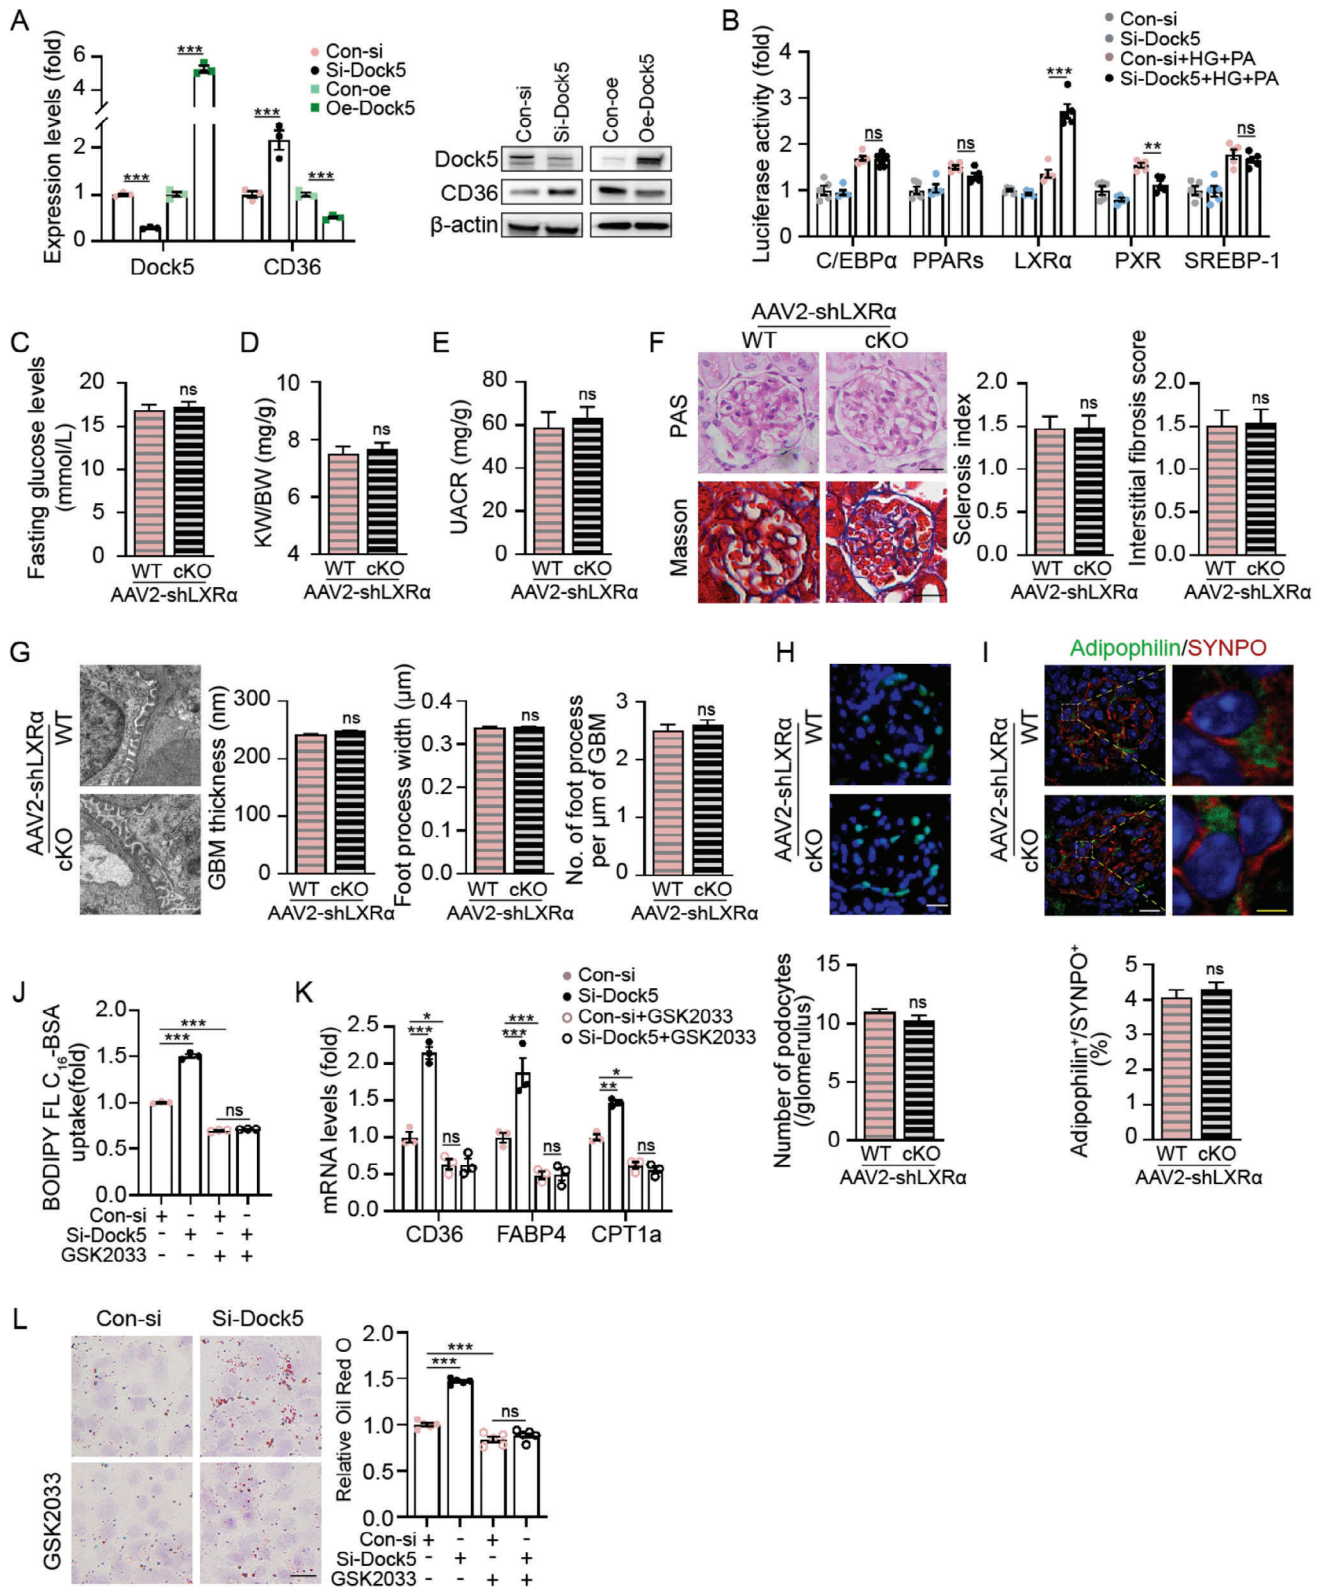 A
Expression levels (fold)
6
4
2
1
0
***
***
***
***
Dock5
CD36
Con-si
Si-Dock5
Con-oe
Oe-Dock5
Con-si
Si-Dock5
Con-oe
Oe-Dock5
Dock5
CD36
β-actin
B
Luciferase activity (fold)
4
3
2
1
0
ns
ns
***
**
ns
C/EBPα
PPARs
LXRα
PXR
SREBP-1
Con-si
Si-Dock5
Con-si+HG+PA
Si-Dock5+HG+PA
C
Fasting glucose levels
(mmol/L)
20
15
10
5
0
ns
WT cKO
AAV2-shLXRα
D
KW/BW (mg/g)
10
8
6
4
ns
WT cKO
AAV2-shLXRα
E
UACR (mg/g)
80
60
40
20
0
ns
WT cKO
AAV2-shLXRα
F
AAV2-shLXRα
WT
cKO
PAS
Masson
Sclerosis index
2.0
1.5
1.0
0.5
0.0
ns
WT cKO
AAV2-shLXRα
Interstitial fibrosis score
2.0
1.5
1.0
0.5
0.0
ns
WT cKO
AAV2-shLXRα
G
AAV2-shLXRα
WT
cKO
GBM thickness (nm)
300
200
100
0
ns
WT cKO
AAV2-shLXRα
Foot process width (μm)
0.4
0.3
0.2
0.1
0.0
ns
WT cKO
AAV2-shLXRα
No. of foot process
per μm of GBM
3
2
1
0
ns
WT cKO
AAV2-shLXRα
H
AAV2-shLXRα
WT
cKO
Number of podocytes
(/glomerulus)
15
10
5
0
ns
WT cKO
AAV2-shLXRα
I
Adipophilin/SYNPO
AAV2-shLXRα
WT
cKO
Adipophilin⁺/SYNPO⁺
(%)
5
4
3
2
1
0
ns
WT cKO
AAV2-shLXRα
J
BODIPY FL C₁₆-BSA
uptake(fold)
2.0
1.5
1.0
0.5
0.0
***
***
ns
Con-si + - + -
Si-Dock5 - + - +
GSK2033 - - + +
K
mRNA levels (fold)
2.5
2.0
1.5
1.0
0.5
0.0
*
***
ns
***
***
ns
*
**
ns
CD36
FABP4
CPT1a
Con-si
Si-Dock5
Con-si+GSK2033
Si-Dock5+GSK2033
L
Con-si
Si-Dock5
GSK2033
Relative Oil Red O
2.0
1.5
1.0
0.5
0.0
***
***
ns
Con-si + - + -
Si-Dock5 - + - +
GSK2033 - - + +